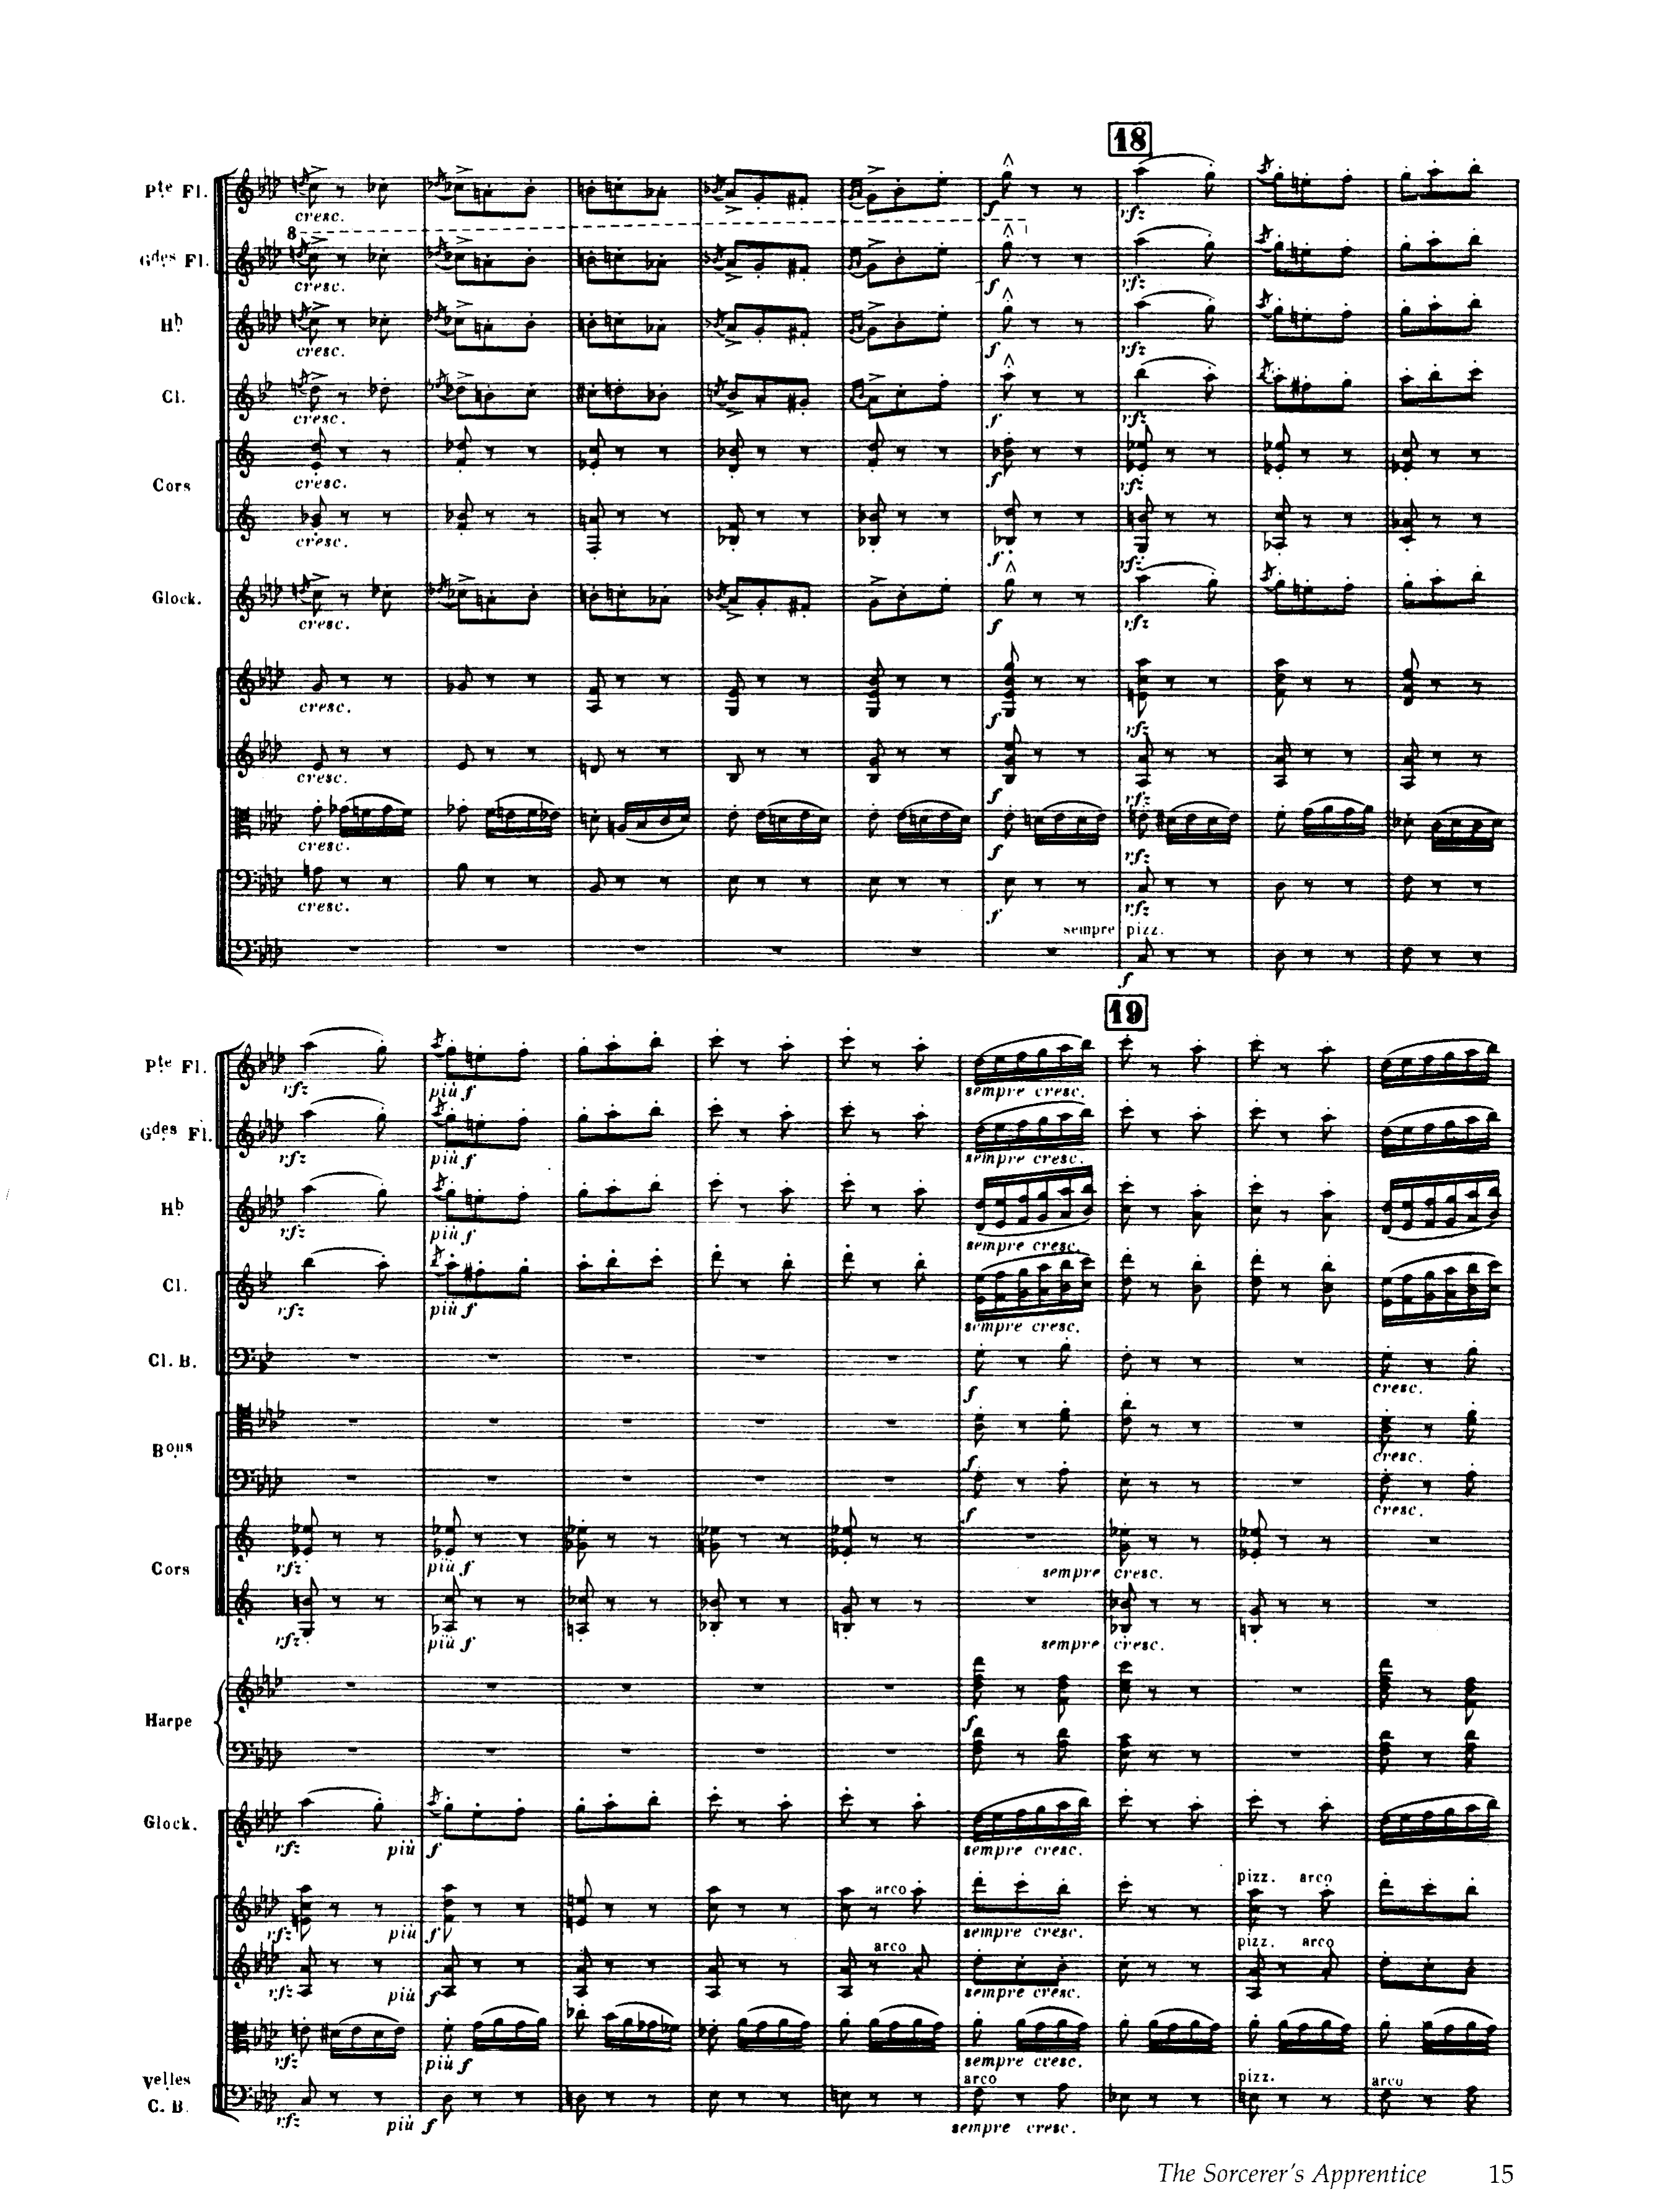 18
Pte Fl.
cresc.
f
rfz
8
Gdes Fl.
cresc.
f
rfz
Hb
cresc.
f
rfz
Cl.
cresc.
f
rfz
Cors
cresc.
f
rfz
cresc.
f
rfz
Glock.
cresc.
f
rfz
cresc.
f
rfz
cresc.
f
rfz
cresc.
f
rfz
cresc.
f
rfz
sempre pizz.
f
19
Pte Fl.
rfz
più f
sempre cresc.
Gdes Fl.
rfz
più f
sempre cresc.
Hb
rfz
più f
sempre cresc.
Cl.
rfz
più f
sempre cresc.
Cl. B.
f
cresc.
Bons
f
cresc.
f
cresc.
Cors
rfz
più f
sempre cresc.
rfz
più f
sempre cresc.
Harpe
f
Glock.
rfz
più f
sempre cresc.
arco
pizz. arco
rfz
più f
sempre cresc.
arco
pizz. arco
rfz
più f
sempre cresc.
rfz
più f
sempre cresc.
Velles
C. B.
arco
pizz.
arco
rfz
più f
sempre cresc.
The Sorcerer's Apprentice 15